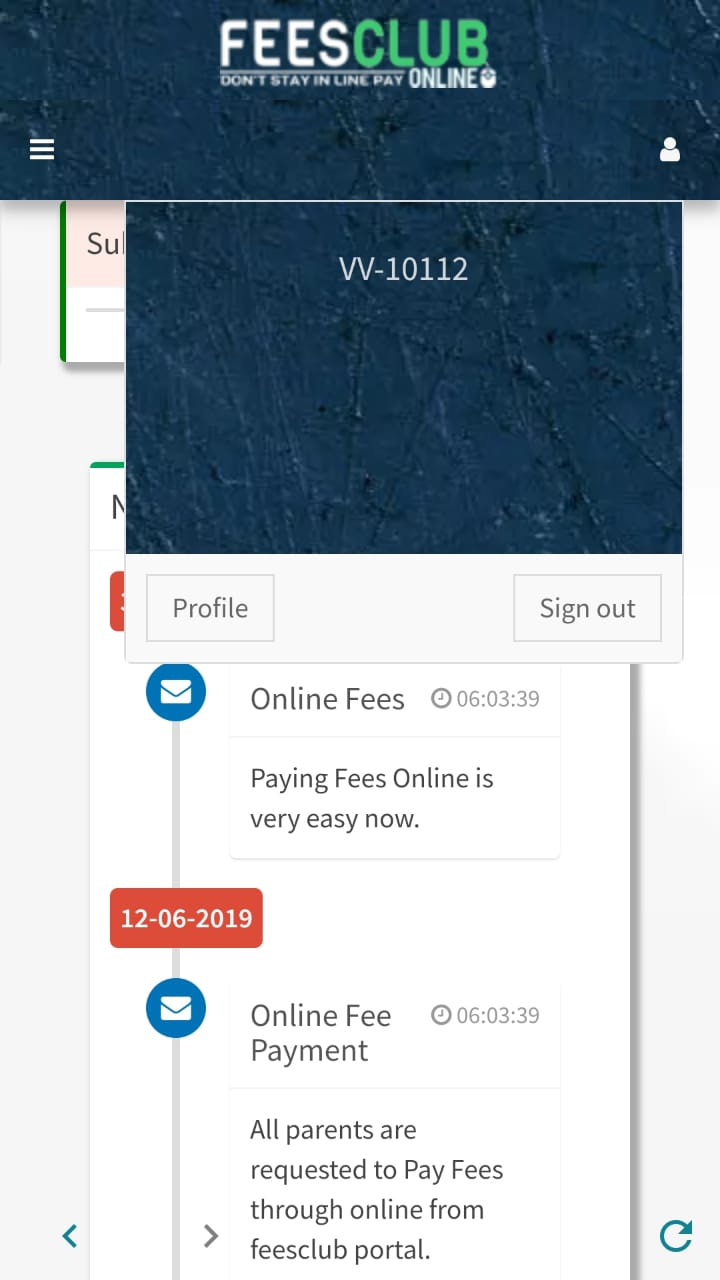 FEESCLUB
DON'T STAY IN LINE PAY ONLINE
VV-10112
Profile
Sign out
Online Fees
06:03:39
Paying Fees Online is
very easy now.
12-06-2019
Online Fee
Payment
06:03:39
All parents are
requested to Pay Fees
through online from
feesclub portal.